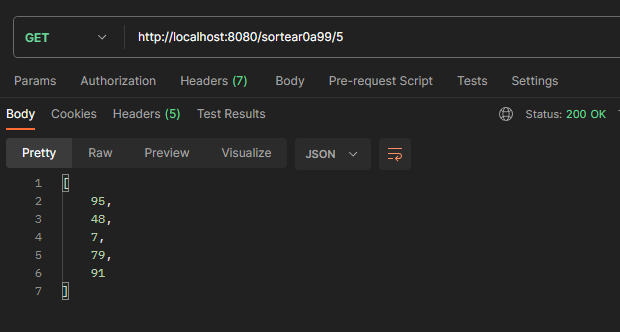 GET http://localhost:8080/sortear0a99/5
Params Authorization Headers (7) Body Pre-request Script Tests Settings
Body Cookies Headers (5) Test Results Status: 200 OK
Pretty Raw Preview Visualize JSON
1 [
2 95,
3 48,
4 7,
5 79,
6 91
7 ]